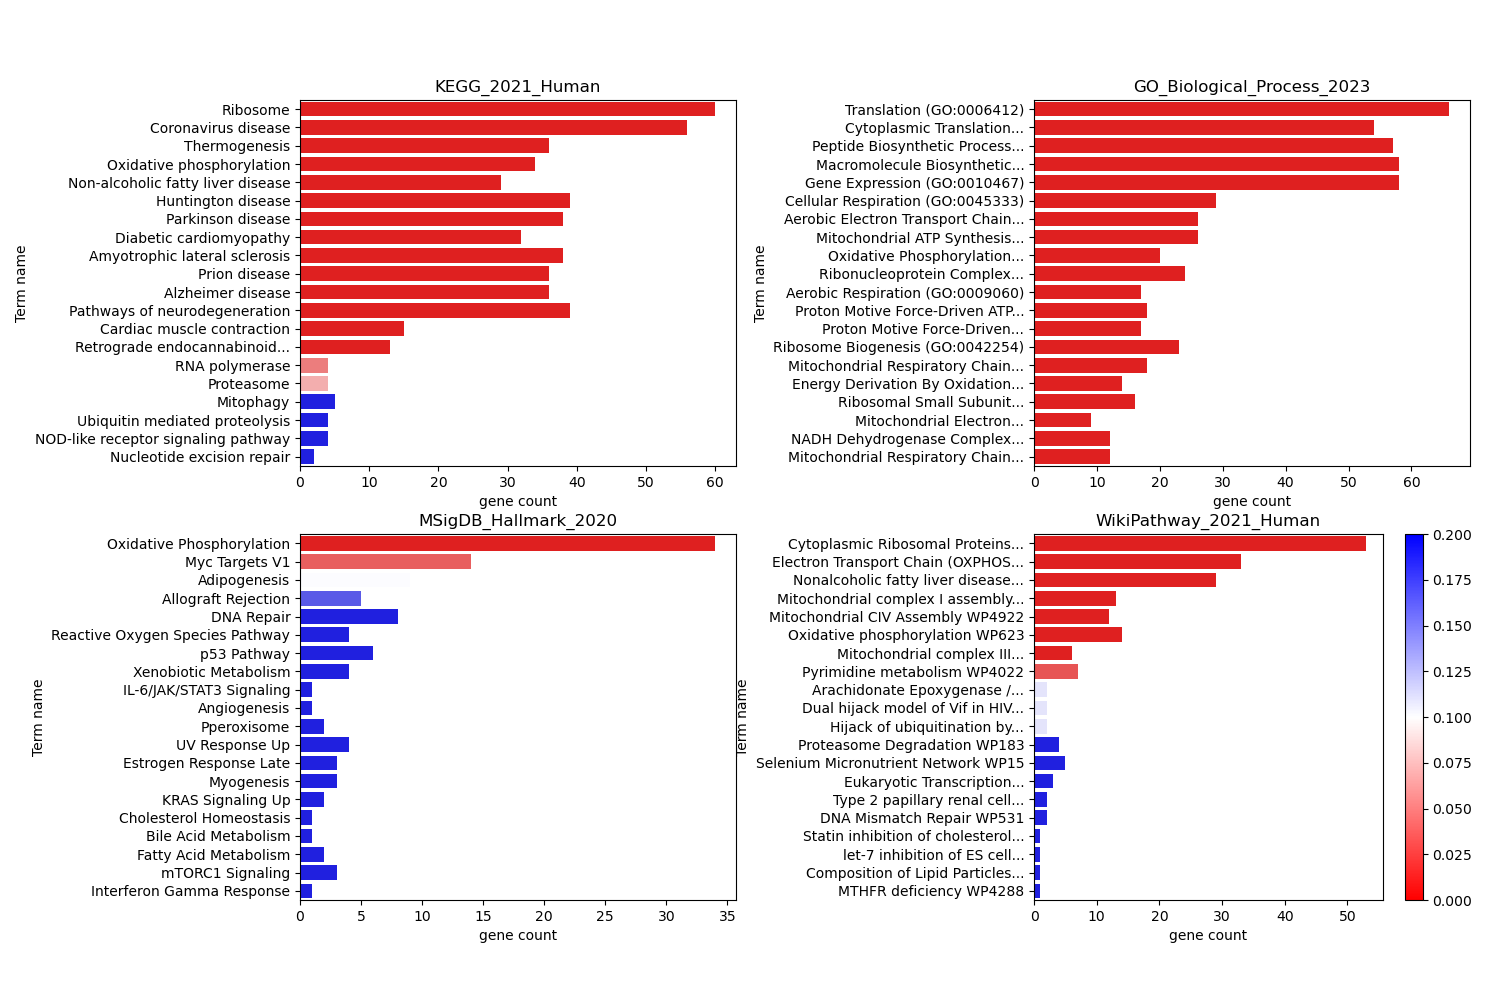 KEGG_2021_Human
Term name
Ribosome
Coronavirus disease
Thermogenesis
Oxidative phosphorylation
Non-alcoholic fatty liver disease
Huntington disease
Parkinson disease
Diabetic cardiomyopathy
Amyotrophic lateral sclerosis
Prion disease
Alzheimer disease
Pathways of neurodegeneration
Cardiac muscle contraction
Retrograde endocannabinoid...
RNA polymerase
Proteasome
Mitophagy
Ubiquitin mediated proteolysis
NOD-like receptor signaling pathway
Nucleotide excision repair
0 10 20 30 40 50 60
gene count
GO_Biological_Process_2023
Term name
Translation (GO:0006412)
Cytoplasmic Translation...
Peptide Biosynthetic Process...
Macromolecule Biosynthetic...
Gene Expression (GO:0010467)
Cellular Respiration (GO:0045333)
Aerobic Electron Transport Chain...
Mitochondrial ATP Synthesis...
Oxidative Phosphorylation...
Ribonucleoprotein Complex...
Aerobic Respiration (GO:0009060)
Proton Motive Force-Driven ATP...
Proton Motive Force-Driven...
Ribosome Biogenesis (GO:0042254)
Mitochondrial Respiratory Chain...
Energy Derivation By Oxidation...
Ribosomal Small Subunit...
Mitochondrial Electron...
NADH Dehydrogenase Complex...
Mitochondrial Respiratory Chain...
0 10 20 30 40 50 60
gene count
MSigDB_Hallmark_2020
Term name
Oxidative Phosphorylation
Myc Targets V1
Adipogenesis
Allograft Rejection
DNA Repair
Reactive Oxygen Species Pathway
p53 Pathway
Xenobiotic Metabolism
IL-6/JAK/STAT3 Signaling
Angiogenesis
Pperoxisome
UV Response Up
Estrogen Response Late
Myogenesis
KRAS Signaling Up
Cholesterol Homeostasis
Bile Acid Metabolism
Fatty Acid Metabolism
mTORC1 Signaling
Interferon Gamma Response
0 5 10 15 20 25 30 35
gene count
WikiPathway_2021_Human
Term name
Cytoplasmic Ribosomal Proteins...
Electron Transport Chain (OXPHOS...
Nonalcoholic fatty liver disease...
Mitochondrial complex I assembly...
Mitochondrial CIV Assembly WP4922
Oxidative phosphorylation WP623
Mitochondrial complex III...
Pyrimidine metabolism WP4022
Arachidonate Epoxygenase /...
Dual hijack model of Vif in HIV...
Hijack of ubiquitination by...
Proteasome Degradation WP183
Selenium Micronutrient Network WP15
Eukaryotic Transcription...
Type 2 papillary renal cell...
DNA Mismatch Repair WP531
Statin inhibition of cholesterol...
let-7 inhibition of ES cell...
Composition of Lipid Particles...
MTHFR deficiency WP4288
0 10 20 30 40 50
gene count
0.200
0.175
0.150
0.125
0.100
0.075
0.050
0.025
0.000